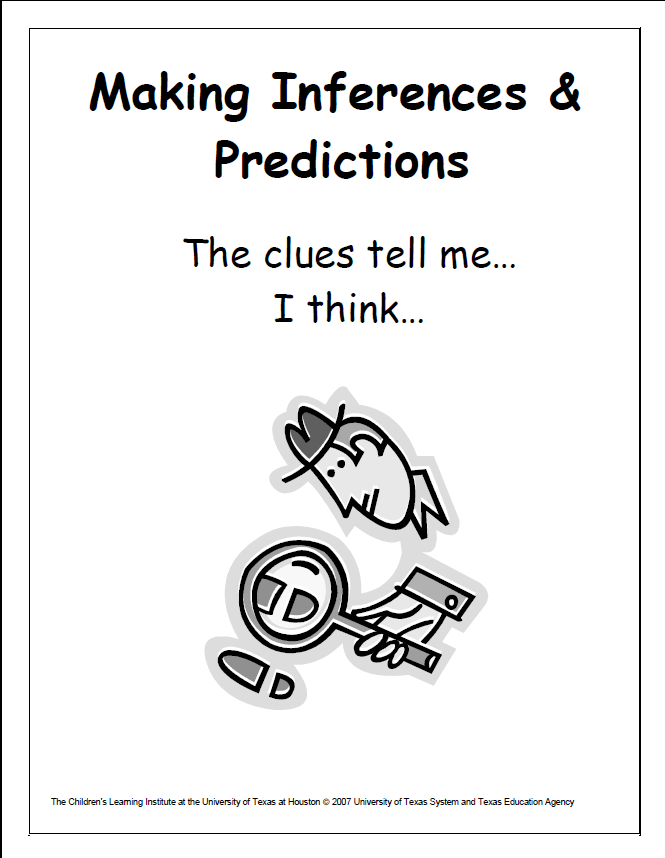 Making Inferences &
Predictions
The clues tell me…
I think…
The Children's Learning Institute at the University of Texas at Houston © 2007 University of Texas System and Texas Education Agency